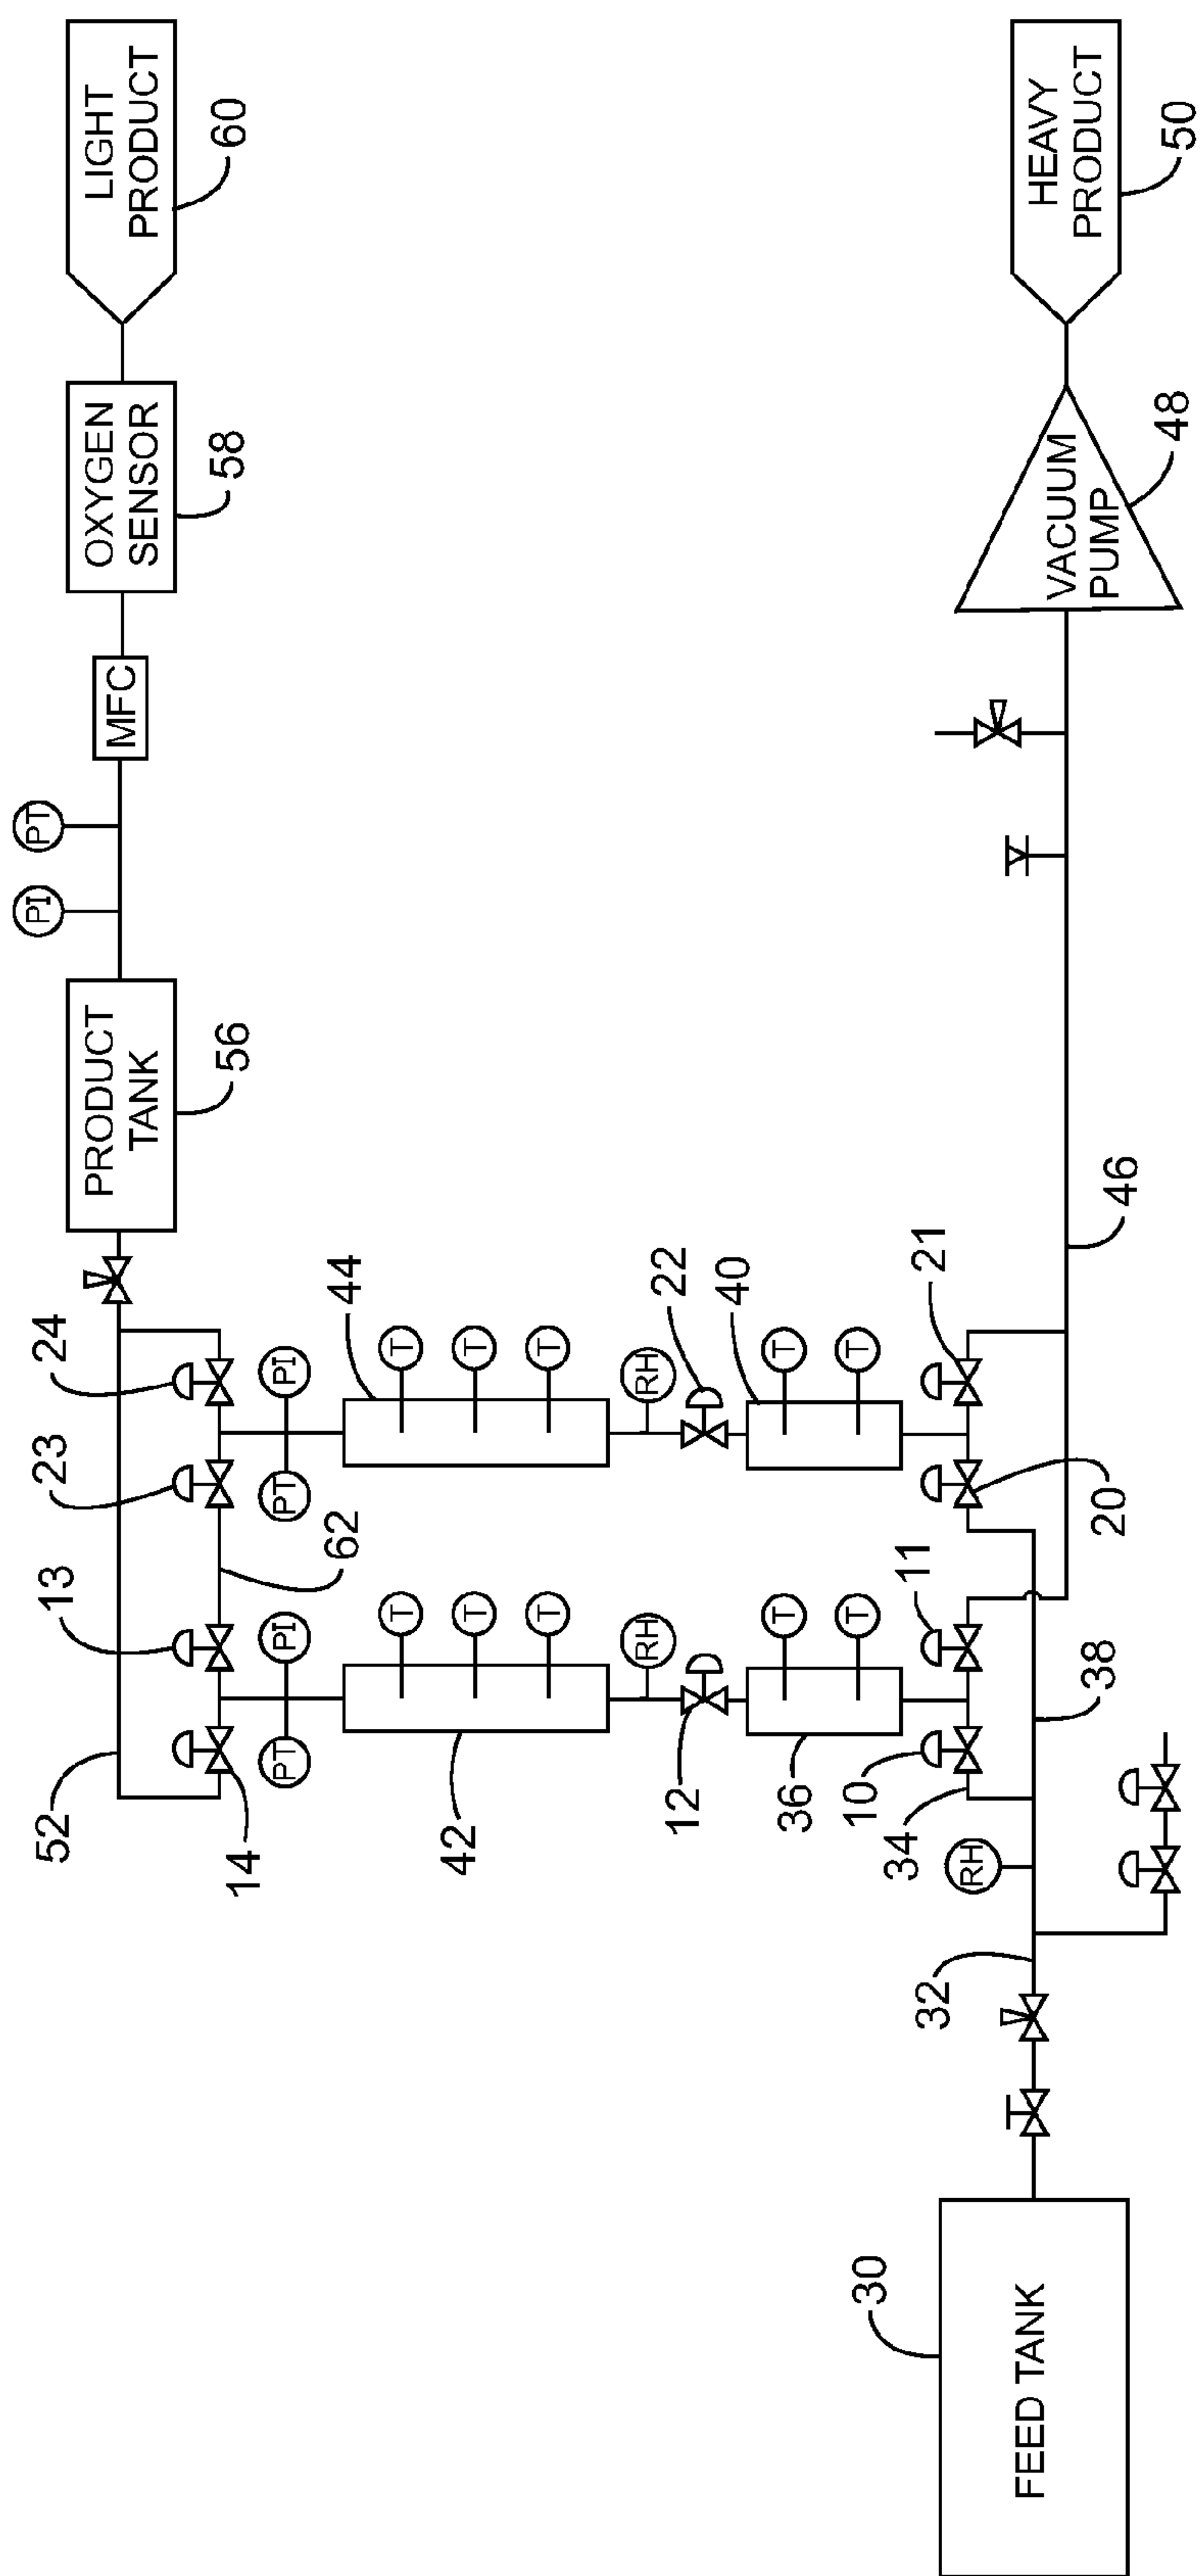 LIGHT
PRODUCT
60
OXYGEN
SENSOR
58
MFC
PT
PI
PRODUCT
TANK
56
24
23
13
52
14
62
PI
PT
PI
PT
44
T
T
T
42
T
T
T
RH
22
RH
12
40
T
T
36
T
T
21
20
11
10
34
38
46
RH
32
30
FEED TANK
VACUUM
PUMP
48
HEAVY
PRODUCT
50